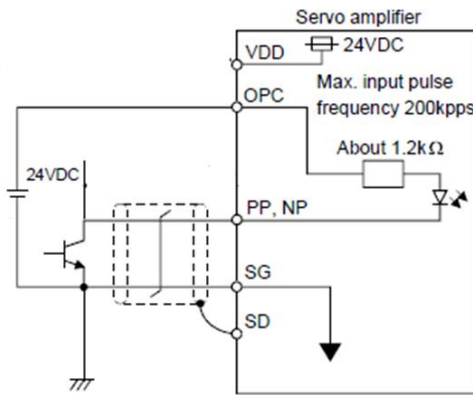 Servo amplifier
VDD
24VDC
OPC
Max. input pulse
frequency 200kpps
About 1.2kΩ
24VDC
PP, NP
SG
SD